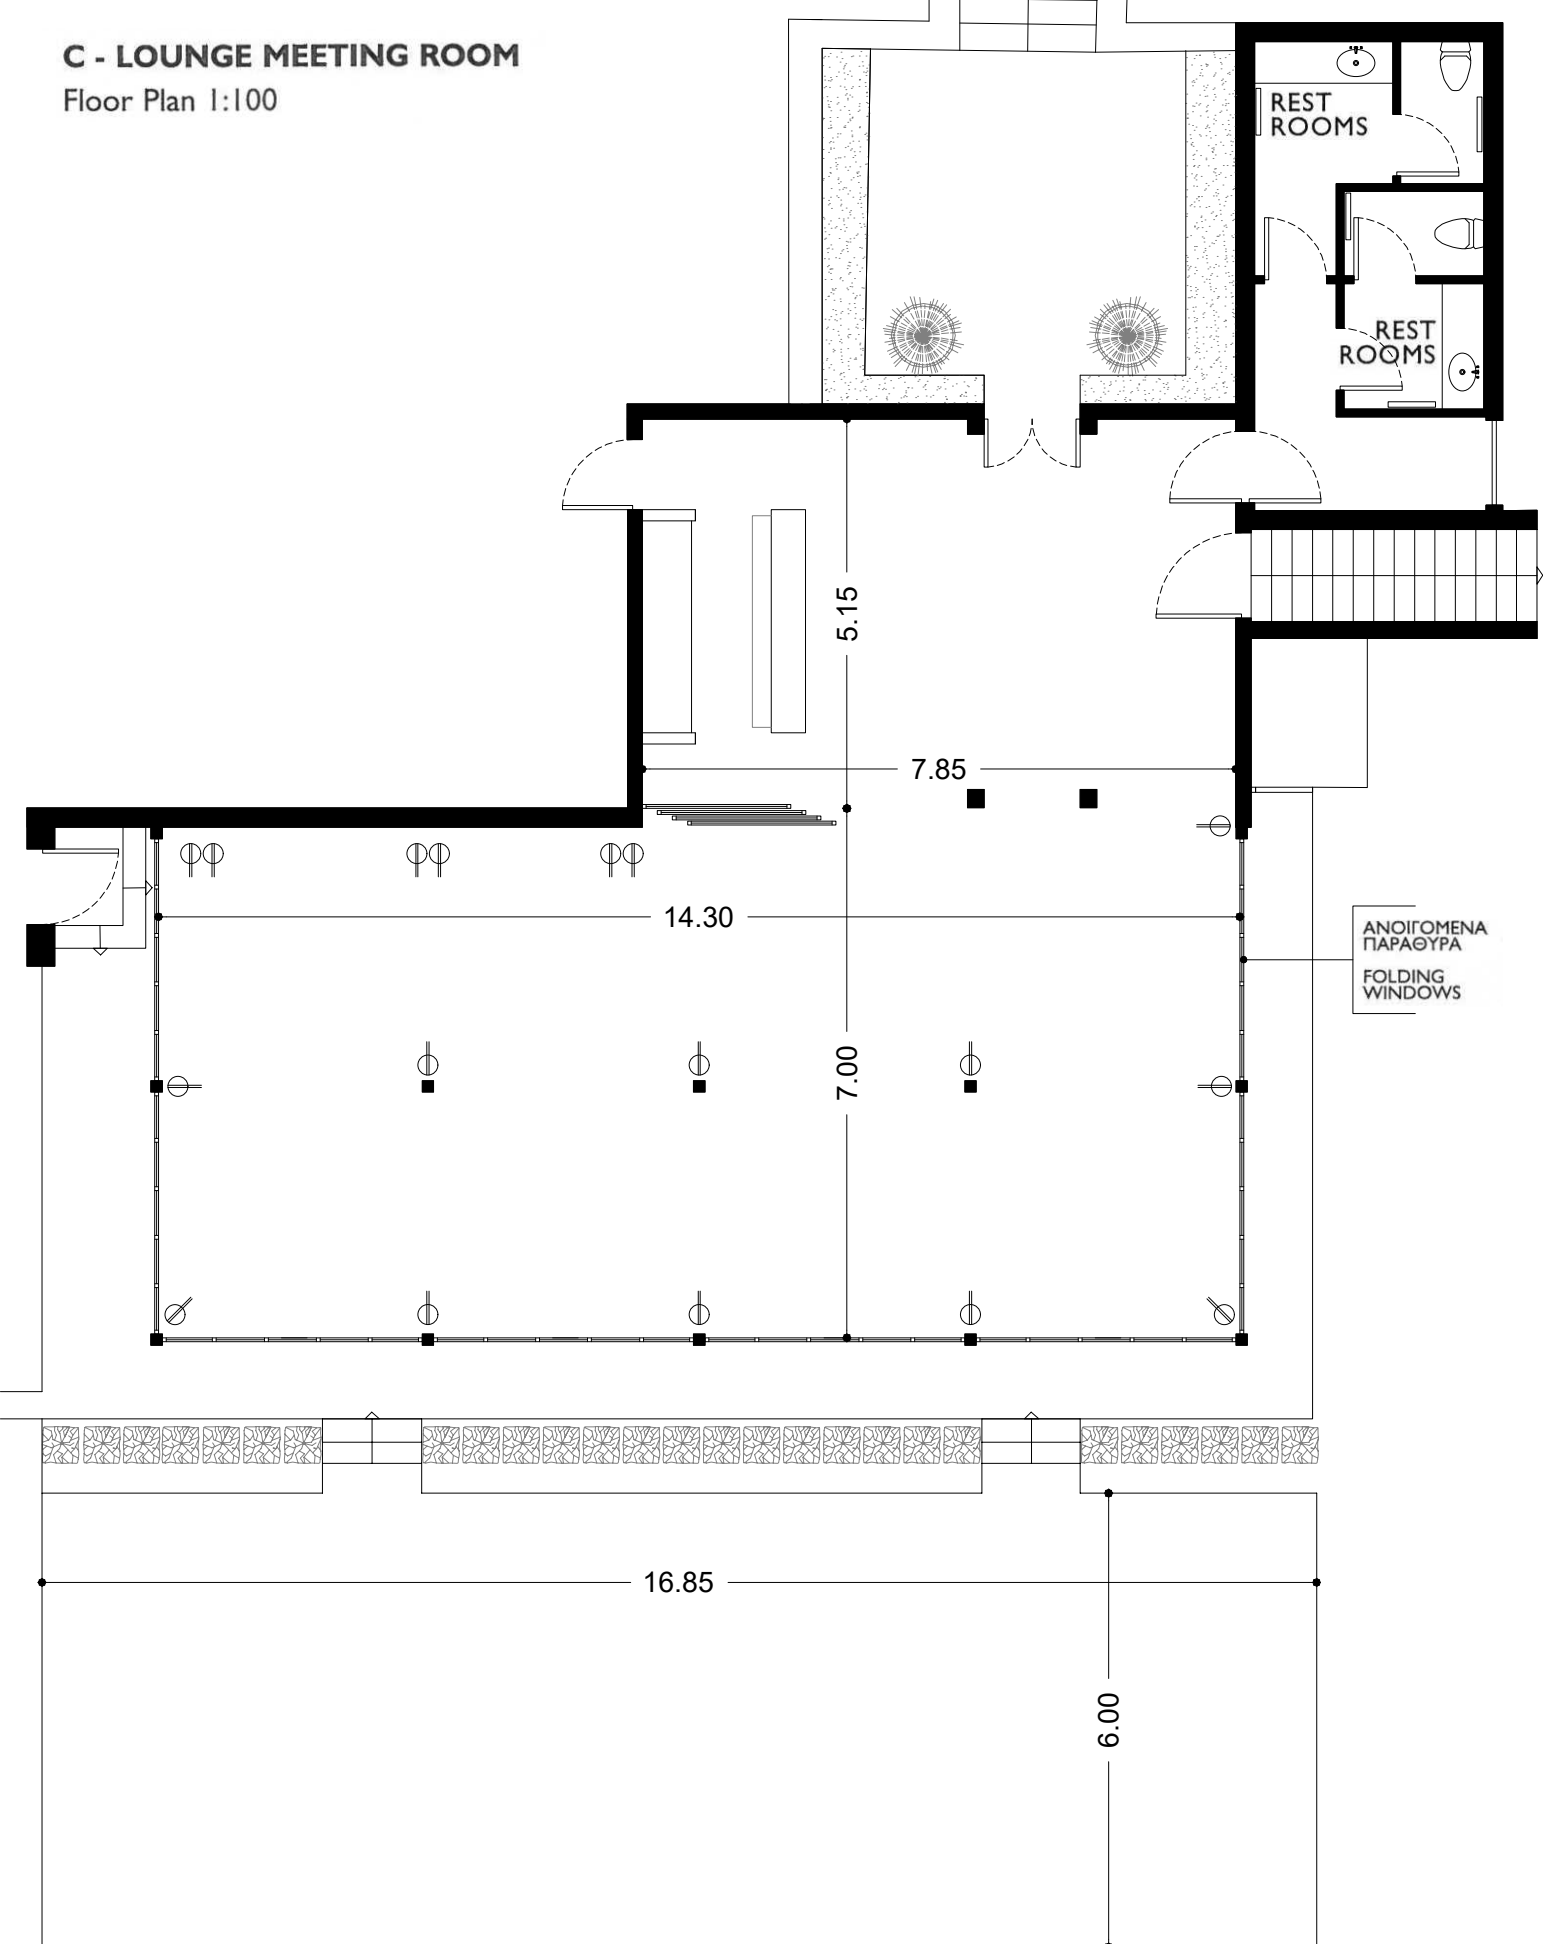 C - LOUNGE MEETING ROOM
Floor Plan 1:100
REST
ROOMS
REST
ROOMS
5.15
7.85
14.30
ΑΝΟΙΓΟΜΕΝΑ
ΠΑΡΑΘΥΡΑ
FOLDING
WINDOWS
7.00
16.85
6.00